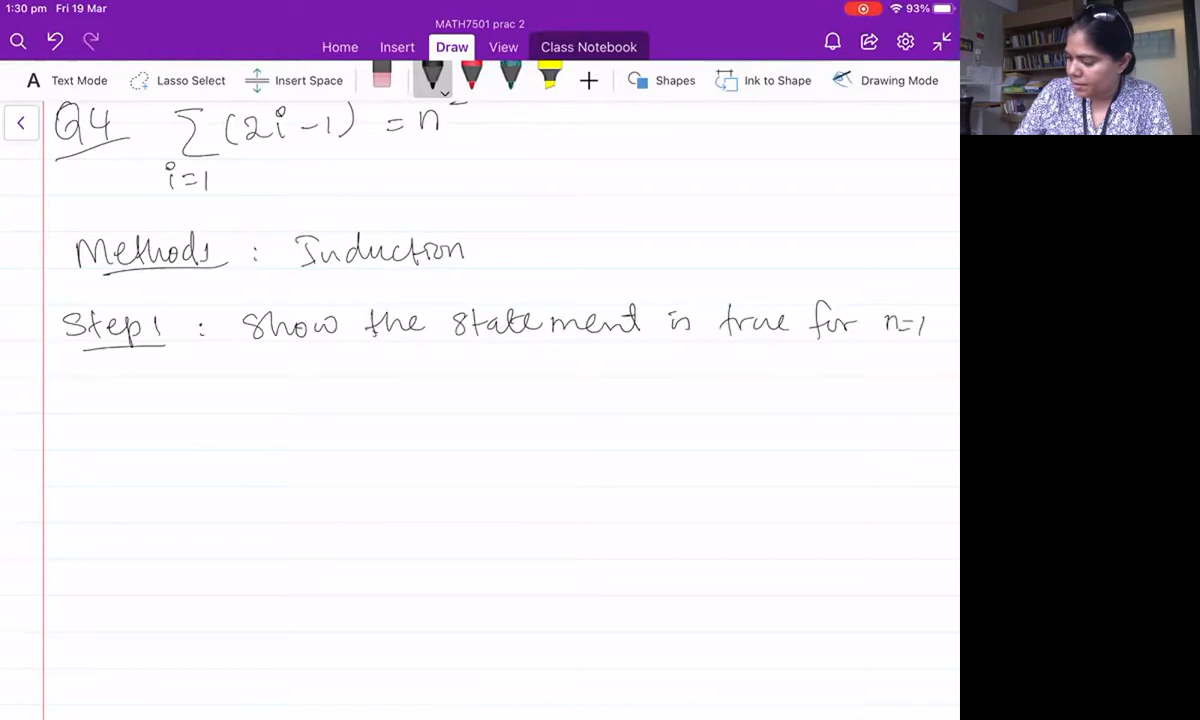 1:30 pm Fri 19 Mar
MATH7501 prac 2
93%
Home Insert Draw View Class Notebook
A Text Mode Lasso Select Insert Space Shapes Ink to Shape Drawing Mode
Q4 ∑ (2i-1) = n²
i=1
Methods : Induction
Step 1 : Show the statement is true for n=1